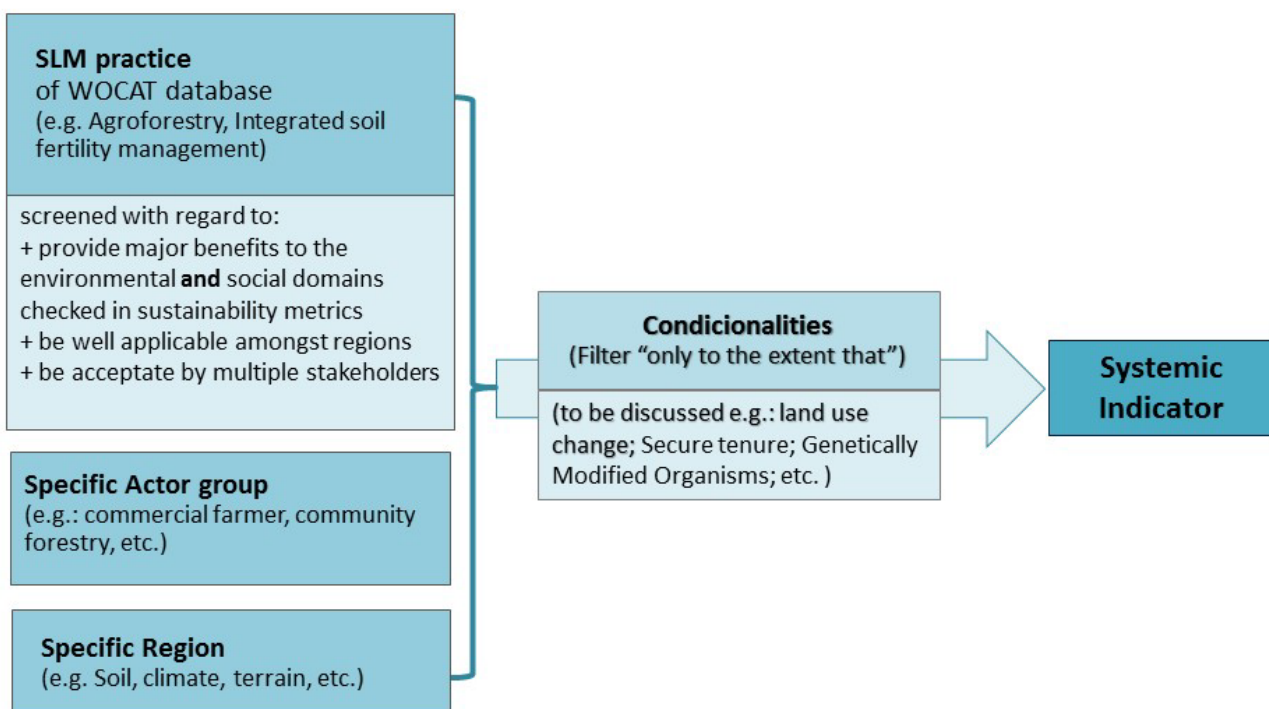 SLM practice
of WOCAT database
(e.g. Agroforestry, Integrated soil
fertility management)
screened with regard to:
+ provide major benefits to the
environmental and social domains
checked in sustainability metrics
+ be well applicable amongst regions
+ be acceptate by multiple stakeholders
Specific Actor group
(e.g.: commercial farmer, community
forestry, etc.)
Specific Region
(e.g. Soil, climate, terrain, etc.)
Condicionalities
(Filter “only to the extent that”)
(to be discussed e.g.: land use
change; Secure tenure; Genetically
Modified Organisms; etc. )
Systemic
Indicator